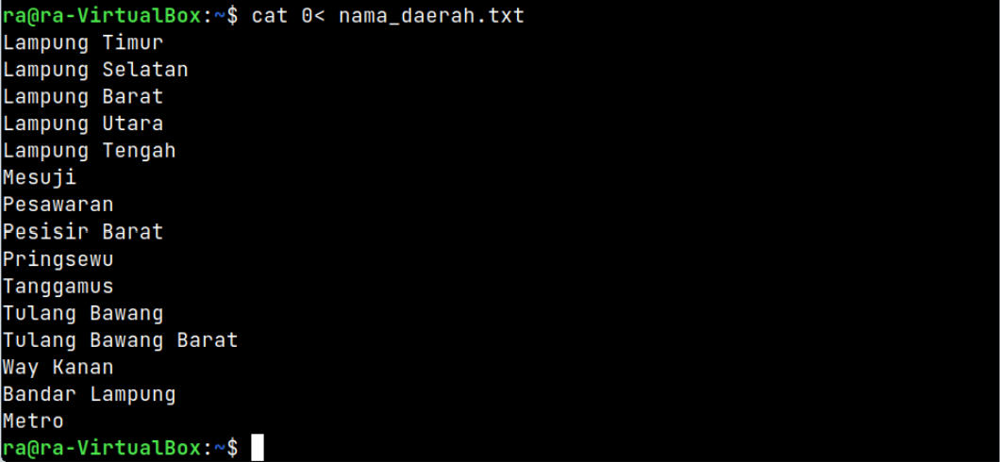 ra@ra-VirtualBox:~$ cat 0< nama_daerah.txt
Lampung Timur
Lampung Selatan
Lampung Barat
Lampung Utara
Lampung Tengah
Mesuji
Pesawaran
Pesisir Barat
Pringsewu
Tanggamus
Tulang Bawang
Tulang Bawang Barat
Way Kanan
Bandar Lampung
Metro
ra@ra-VirtualBox:~$